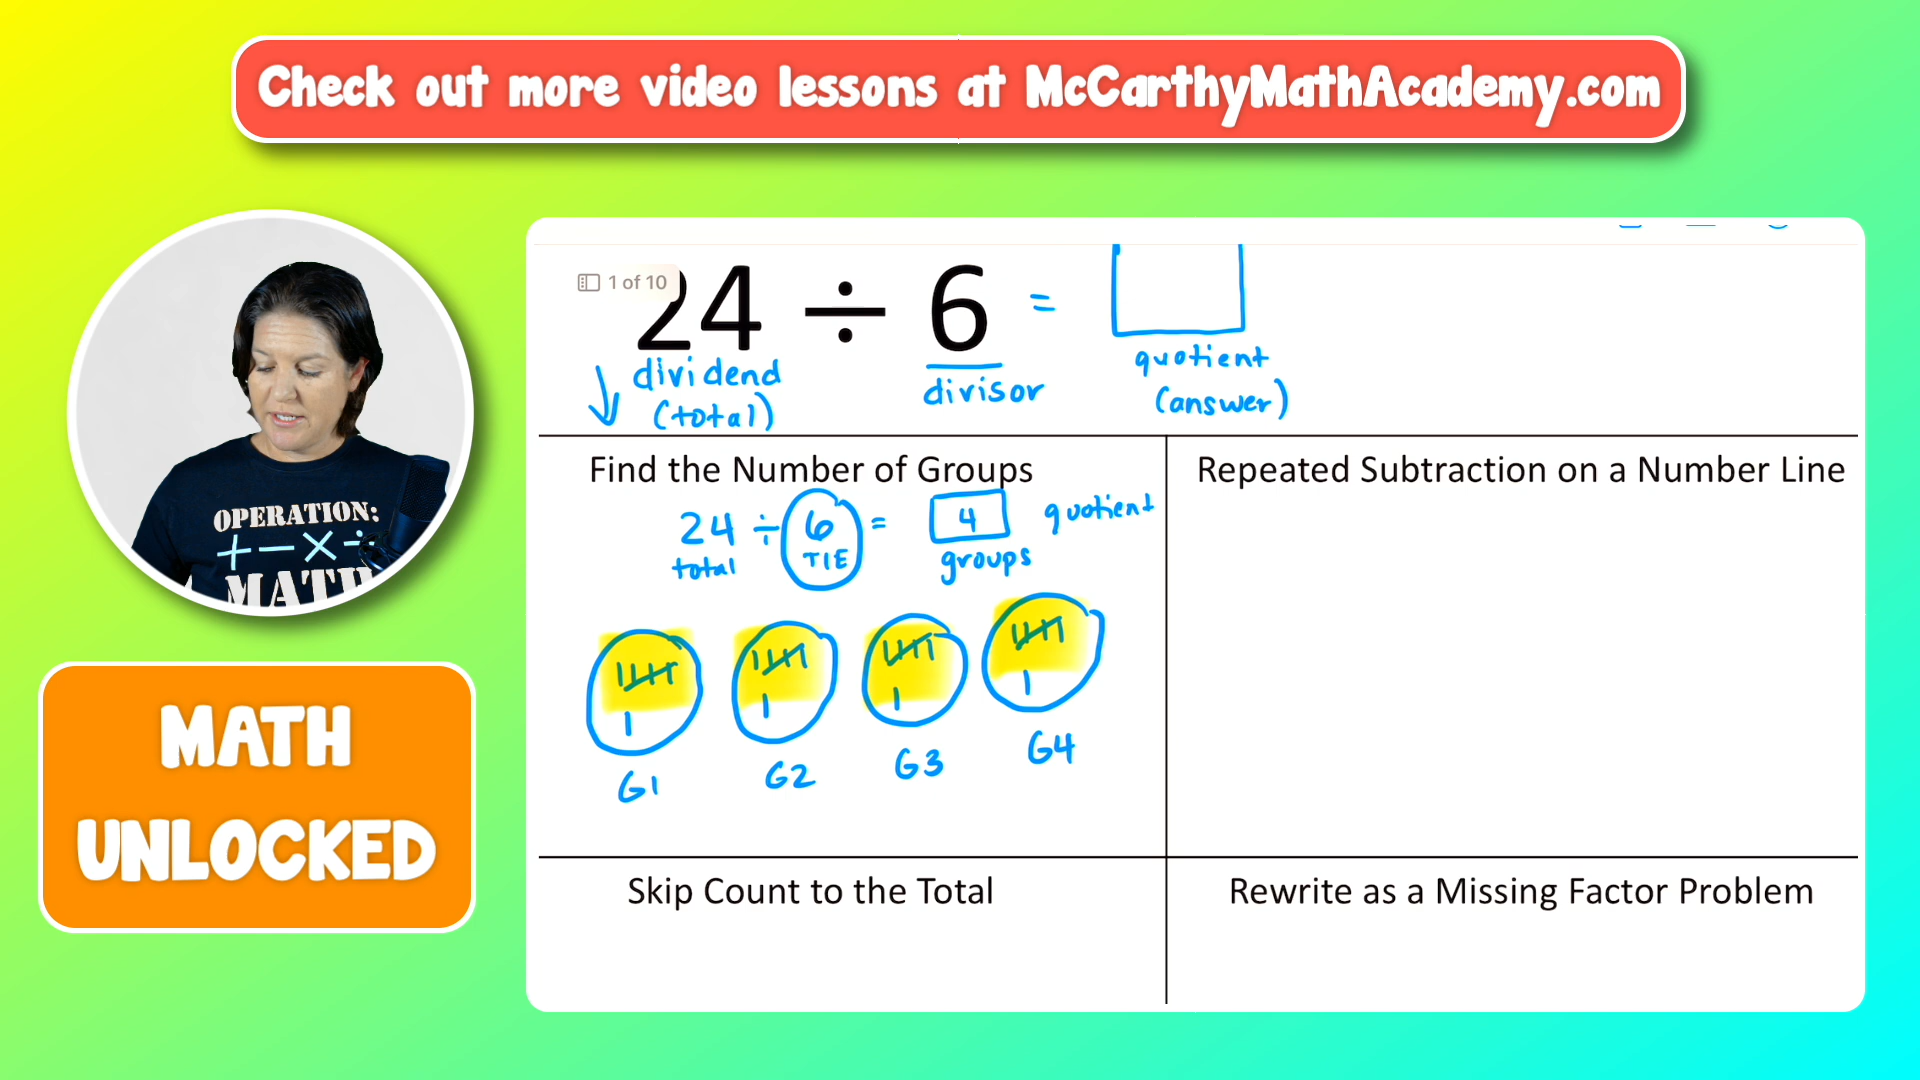 Check out more video lessons at McCarthyMathAcademy.com
1 of 10
24 ÷ 6 =
dividend
(total)
divisor
quotient
(answer)
Find the Number of Groups
24 ÷ 6 = 4 quotient
total TIE groups
G1 G2 G3 G4
Repeated Subtraction on a Number Line
Skip Count to the Total
Rewrite as a Missing Factor Problem
OPERATION:
+ − × ÷
MATH
MATH
UNLOCKED